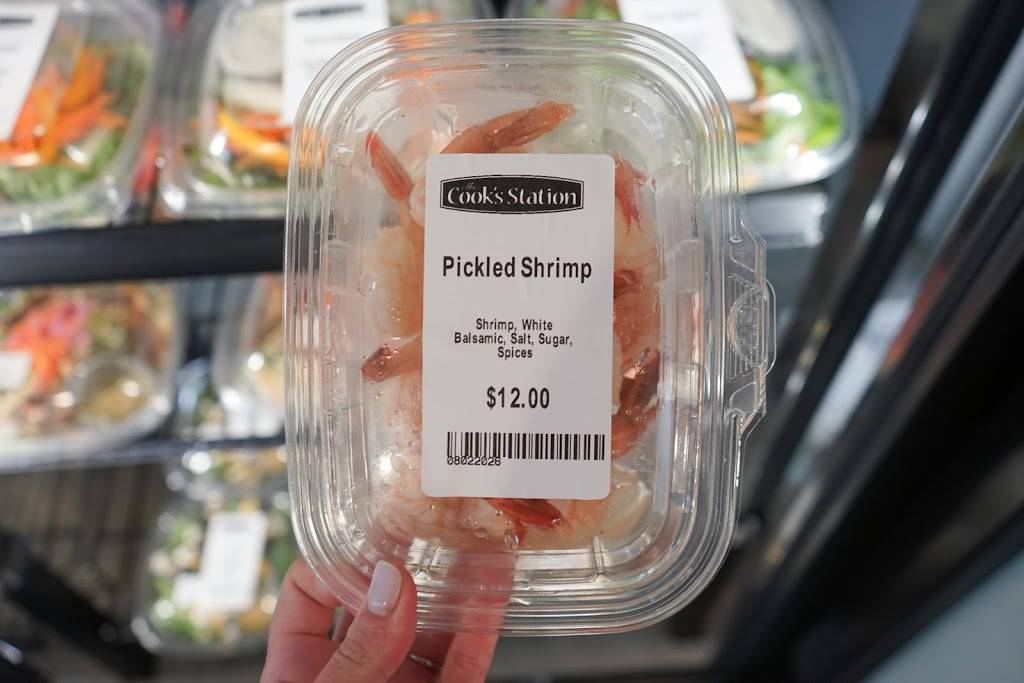 The
Cook's Station
Pickled Shrimp
Shrimp, White
Balsamic, Salt, Sugar,
Spices
$12.00
08022026